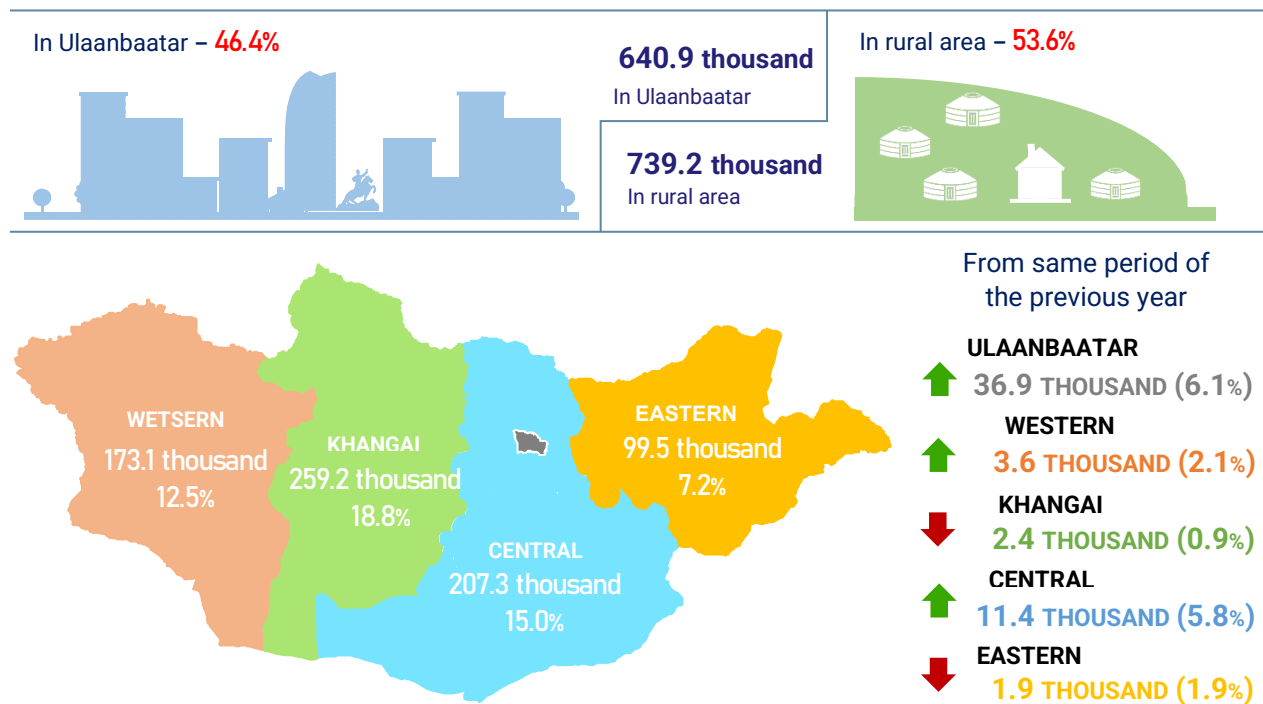 In Ulaanbaatar – 46.4%
640.9 thousand
In Ulaanbaatar
739.2 thousand
In rural area
In rural area – 53.6%
WETSERN
173.1 thousand
12.5%
KHANGAI
259.2 thousand
18.8%
CENTRAL
207.3 thousand
15.0%
EASTERN
99.5 thousand
7.2%
From same period of
the previous year
ULAANBAATAR
36.9 THOUSAND (6.1%)
WESTERN
3.6 THOUSAND (2.1%)
KHANGAI
2.4 THOUSAND (0.9%)
CENTRAL
11.4 THOUSAND (5.8%)
EASTERN
1.9 THOUSAND (1.9%)